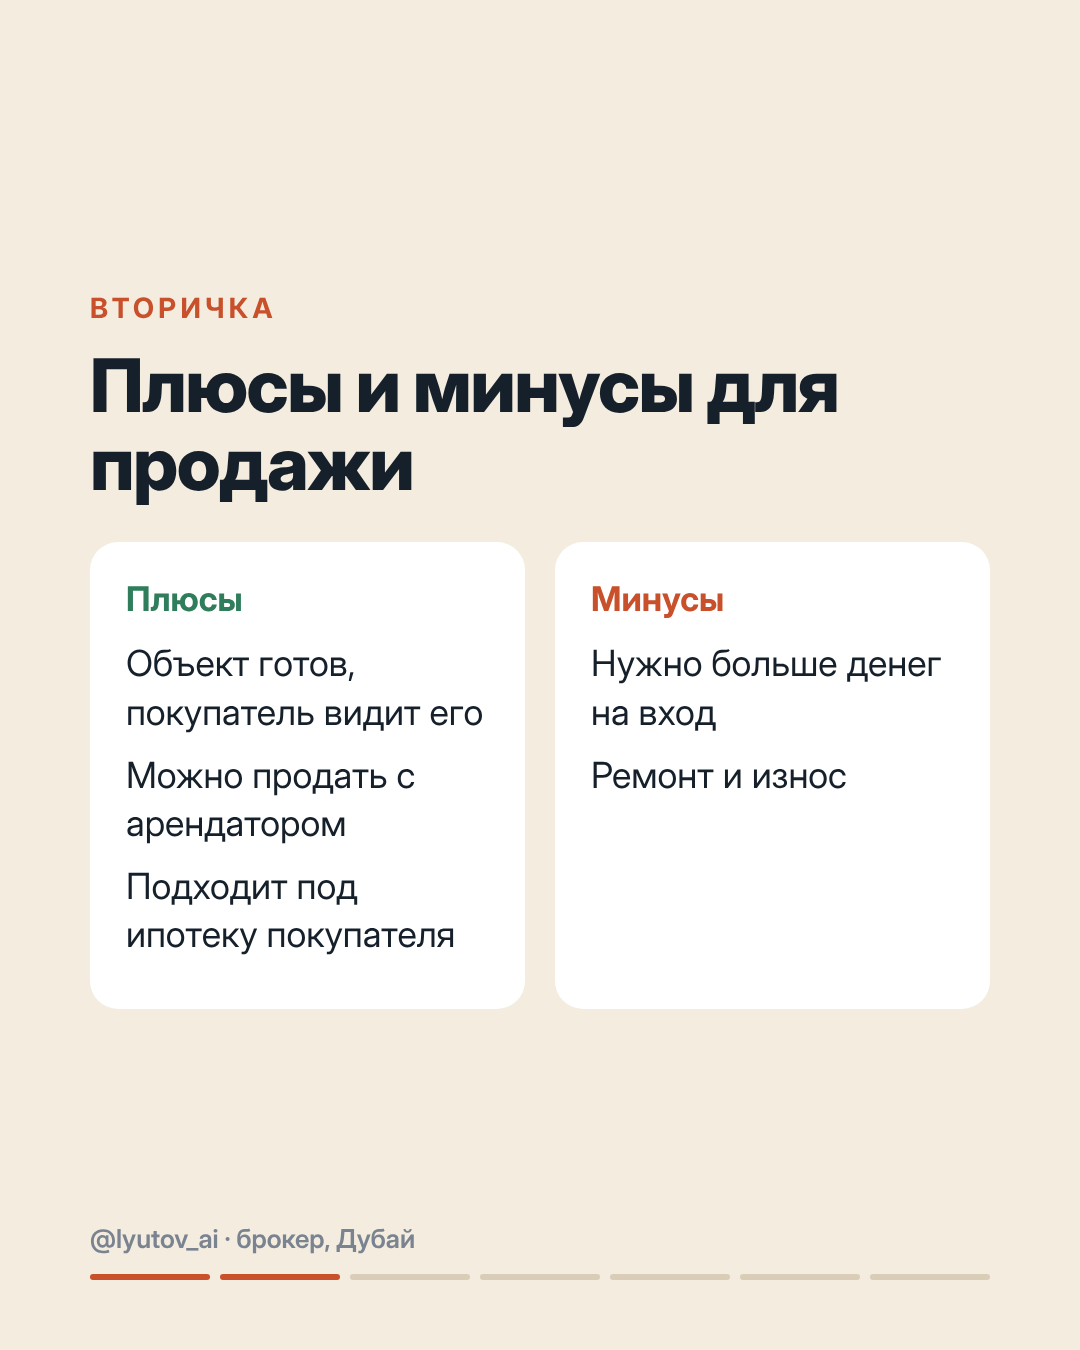 ВТОРИЧКА
Плюсы и минусы для
продажи
Плюсы
Объект готов,
покупатель видит его
Можно продать с
арендатором
Подходит под
ипотеку покупателя
Минусы
Нужно больше денег
на вход
Ремонт и износ
@lyutov_ai · брокер, Дубай